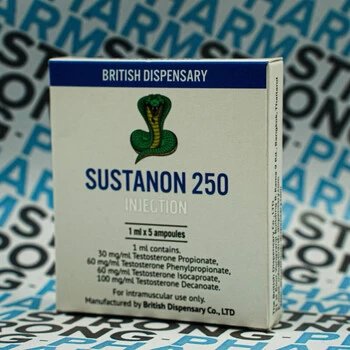 BRITISH DISPENSARY
SUSTANON 250
INJECTION
1 ml x 5 ampoules
1 ml contains.
30 mg/ml Testosterone Propionate,
60 mg/ml Testosterone Phenylpropionate,
60 mg/ml Testosterone Isocaproate,
100 mg/ml Testosterone Decanoate.
For intramuscular use only.
Manufactured by British Dispensary Co., LTD